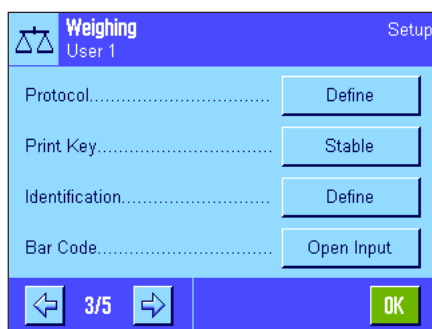 Weighing
Setup
User 1
Protocol................................ Define
Print Key............................... Stable
Identification........................... Define
Bar Code............................... Open Input
3/5
OK